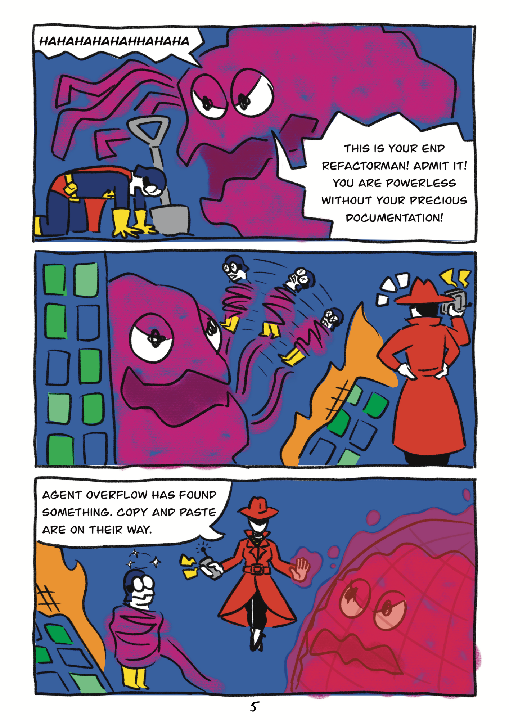 HAHAHAHAHAHHAHAHA
THIS IS YOUR END
REFACTORMAN! ADMIT IT!
YOU ARE POWERLESS
WITHOUT YOUR PRECIOUS
DOCUMENTATION!
AGENT OVERFLOW HAS FOUND
SOMETHING. COPY AND PASTE
ARE ON THEIR WAY.
5